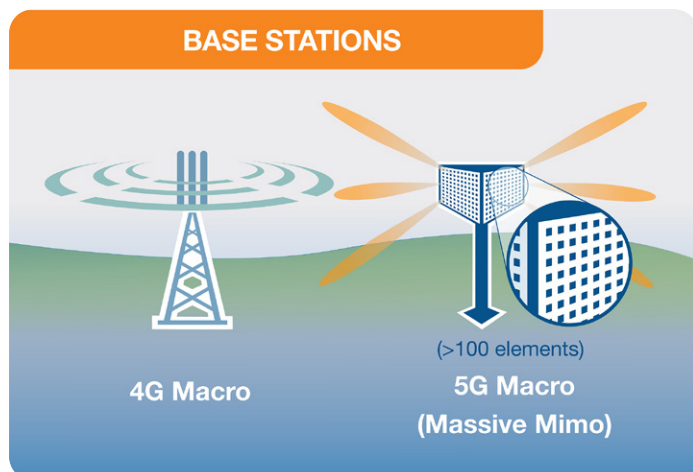 BASE STATIONS
(>100 elements)
4G Macro
5G Macro
(Massive Mimo)